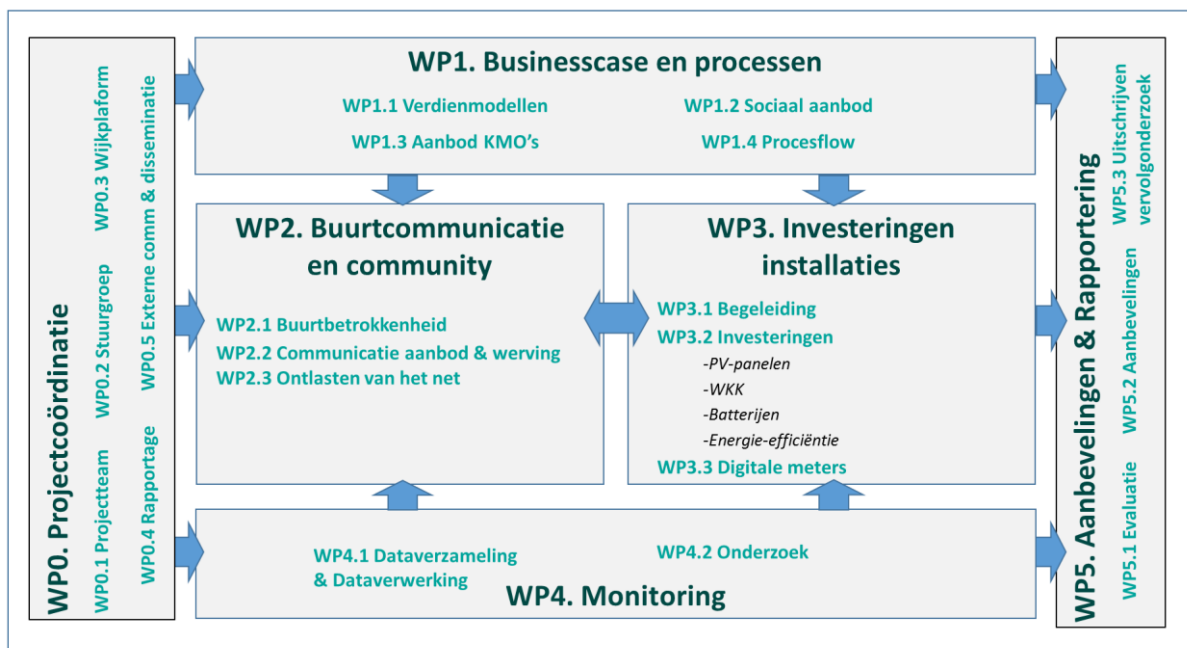 WP0. Projectcoördinatie
WP0.1 Projectteam
WP0.2 Stuurgroep
WP0.3 Wijkplaform
WP0.4 Rapportage
WP0.5 Externe comm & disseminatie
WP1. Businesscase en processen
WP1.1 Verdienmodellen
WP1.2 Sociaal aanbod
WP1.3 Aanbod KMO's
WP1.4 Procesflow
WP2. Buurtcommunicatie
en community
WP2.1 Buurtbetrokkenheid
WP2.2 Communicatie aanbod & werving
WP2.3 Ontlasten van het net
WP3. Investeringen
installaties
WP3.1 Begeleiding
WP3.2 Investeringen
-PV-panelen
-WKK
-Batterijen
-Energie-efficiëntie
WP3.3 Digitale meters
WP4.1 Dataverzameling
& Dataverwerking
WP4.2 Onderzoek
WP4. Monitoring
WP5. Aanbevelingen & Rapportering
WP5.1 Evaluatie
WP5.2 Aanbevelingen
WP5.3 Uitschrijven
vervolgonderzoek